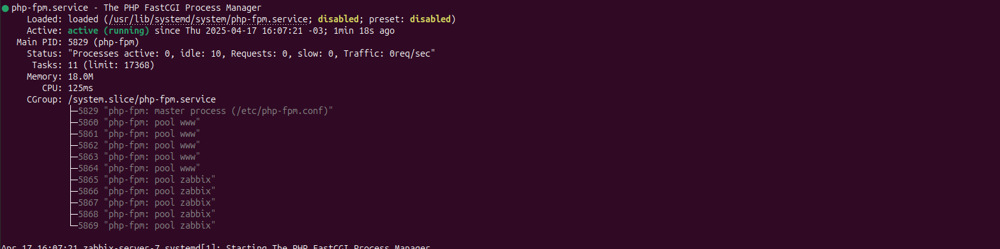 ● php-fpm.service - The PHP FastCGI Process Manager
Loaded: loaded (/usr/lib/systemd/system/php-fpm.service; disabled; preset: disabled)
Active: active (running) since Thu 2025-04-17 16:07:21 -03; 1min 18s ago
Main PID: 5829 (php-fpm)
Status: "Processes active: 0, idle: 10, Requests: 0, slow: 0, Traffic: 0req/sec"
Tasks: 11 (limit: 17368)
Memory: 18.0M
CPU: 125ms
CGroup: /system.slice/php-fpm.service
├─5829 "php-fpm: master process (/etc/php-fpm.conf)"
├─5860 "php-fpm: pool www"
├─5861 "php-fpm: pool www"
├─5862 "php-fpm: pool www"
├─5863 "php-fpm: pool www"
├─5864 "php-fpm: pool www"
├─5865 "php-fpm: pool zabbix"
├─5866 "php-fpm: pool zabbix"
├─5867 "php-fpm: pool zabbix"
├─5868 "php-fpm: pool zabbix"
└─5869 "php-fpm: pool zabbix"
Apr 17 16:07:21 zabbix-server-7 systemd[1]: Starting The PHP FastCGI Process Manager